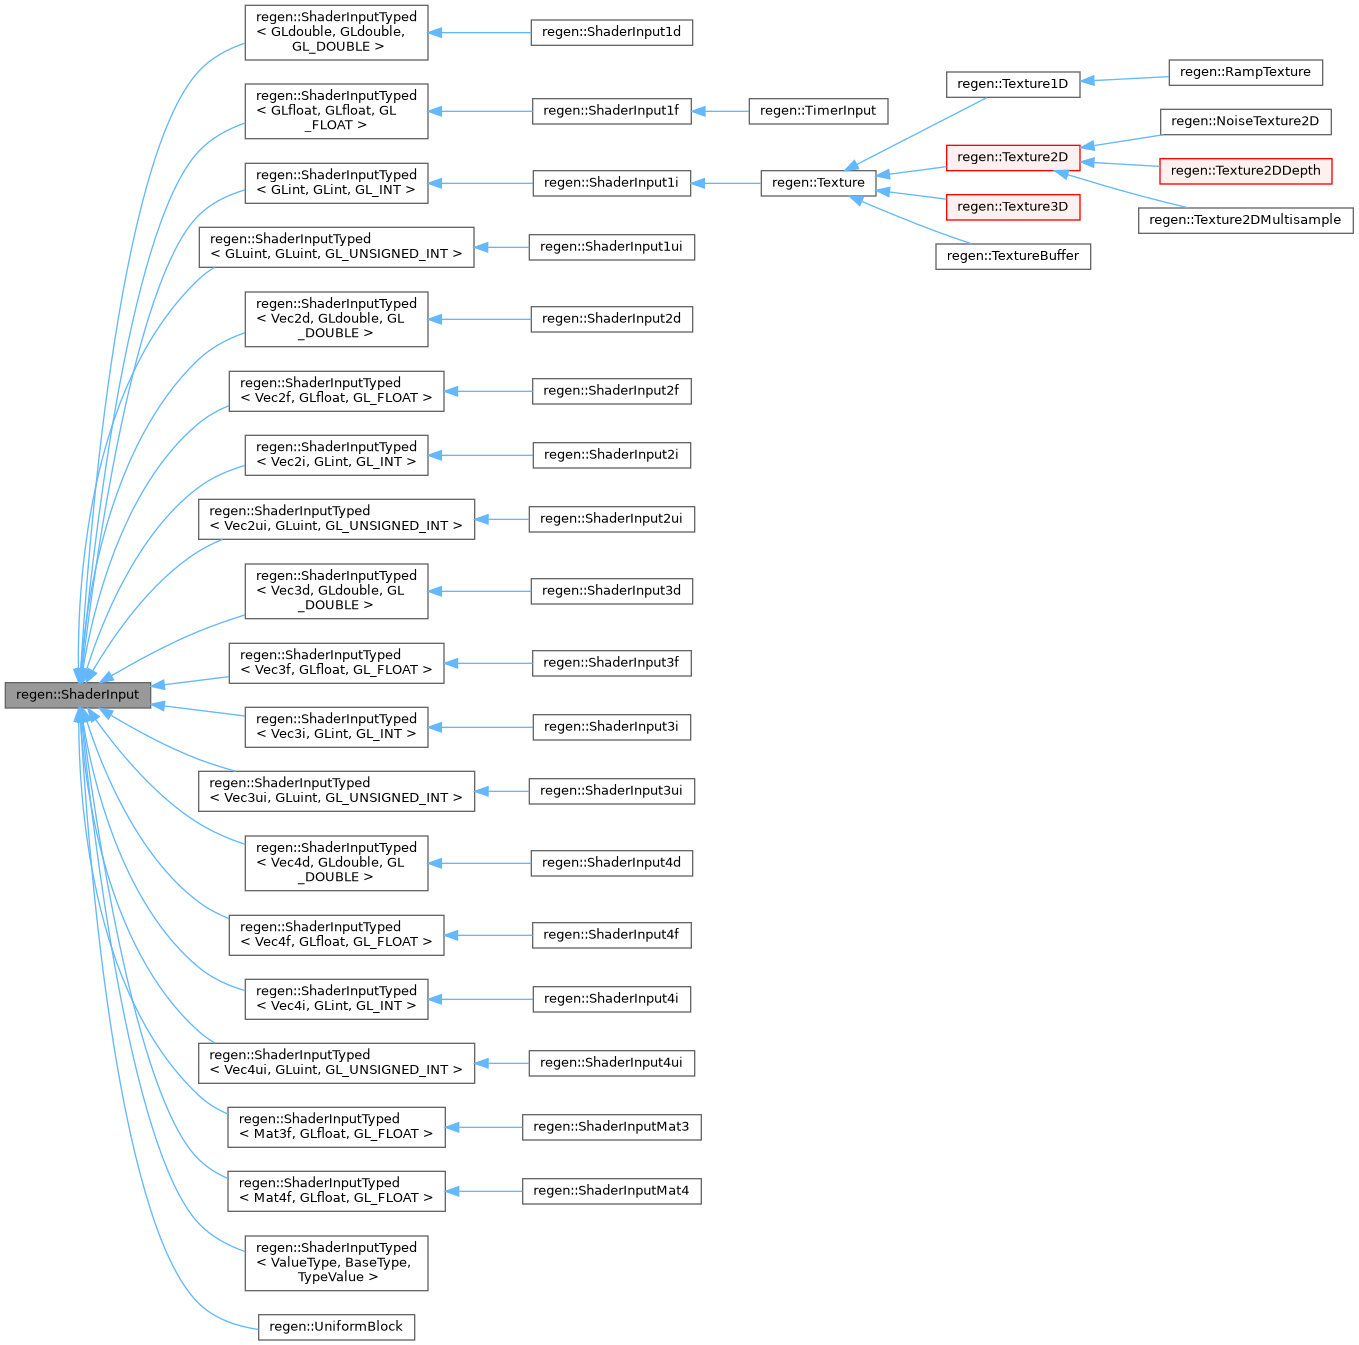 regen::ShaderInput
regen::ShaderInputTyped
< GLdouble, GLdouble,
GL_DOUBLE >
regen::ShaderInput1d
regen::ShaderInputTyped
< GLfloat, GLfloat, GL
_FLOAT >
regen::ShaderInput1f
regen::TimerInput
regen::ShaderInputTyped
< GLint, GLint, GL_INT >
regen::ShaderInput1i
regen::Texture
regen::Texture1D
regen::RampTexture
regen::Texture2D
regen::NoiseTexture2D
regen::Texture2DDepth
regen::Texture2DMultisample
regen::Texture3D
regen::TextureBuffer
regen::ShaderInputTyped
< GLuint, GLuint, GL_UNSIGNED_INT >
regen::ShaderInput1ui
regen::ShaderInputTyped
< Vec2d, GLdouble, GL
_DOUBLE >
regen::ShaderInput2d
regen::ShaderInputTyped
< Vec2f, GLfloat, GL_FLOAT >
regen::ShaderInput2f
regen::ShaderInputTyped
< Vec2i, GLint, GL_INT >
regen::ShaderInput2i
regen::ShaderInputTyped
< Vec2ui, GLuint, GL_UNSIGNED_INT >
regen::ShaderInput2ui
regen::ShaderInputTyped
< Vec3d, GLdouble, GL
_DOUBLE >
regen::ShaderInput3d
regen::ShaderInputTyped
< Vec3f, GLfloat, GL_FLOAT >
regen::ShaderInput3f
regen::ShaderInputTyped
< Vec3i, GLint, GL_INT >
regen::ShaderInput3i
regen::ShaderInputTyped
< Vec3ui, GLuint, GL_UNSIGNED_INT >
regen::ShaderInput3ui
regen::ShaderInputTyped
< Vec4d, GLdouble, GL
_DOUBLE >
regen::ShaderInput4d
regen::ShaderInputTyped
< Vec4f, GLfloat, GL_FLOAT >
regen::ShaderInput4f
regen::ShaderInputTyped
< Vec4i, GLint, GL_INT >
regen::ShaderInput4i
regen::ShaderInputTyped
< Vec4ui, GLuint, GL_UNSIGNED_INT >
regen::ShaderInput4ui
regen::ShaderInputTyped
< Mat3f, GLfloat, GL_FLOAT >
regen::ShaderInputMat3
regen::ShaderInputTyped
< Mat4f, GLfloat, GL_FLOAT >
regen::ShaderInputMat4
regen::ShaderInputTyped
< ValueType, BaseType,
TypeValue >
regen::UniformBlock